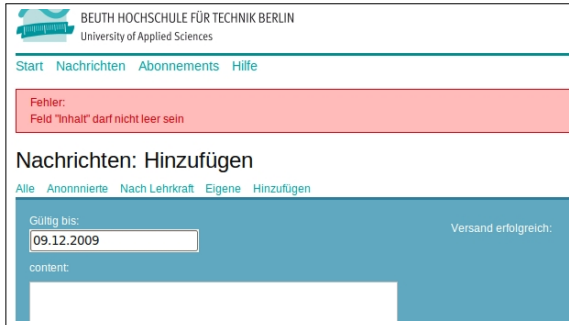 BEUTH HOCHSCHULE FÜR TECHNIK BERLIN
University of Applied Sciences
Start Nachrichten Abonnements Hilfe
Fehler:
Feld "Inhalt" darf nicht leer sein
Nachrichten: Hinzufügen
Alle Anonnnierte Nach Lehrkraft Eigene Hinzufügen
Gültig bis:
Versand erfolgreich:
09.12.2009
content: